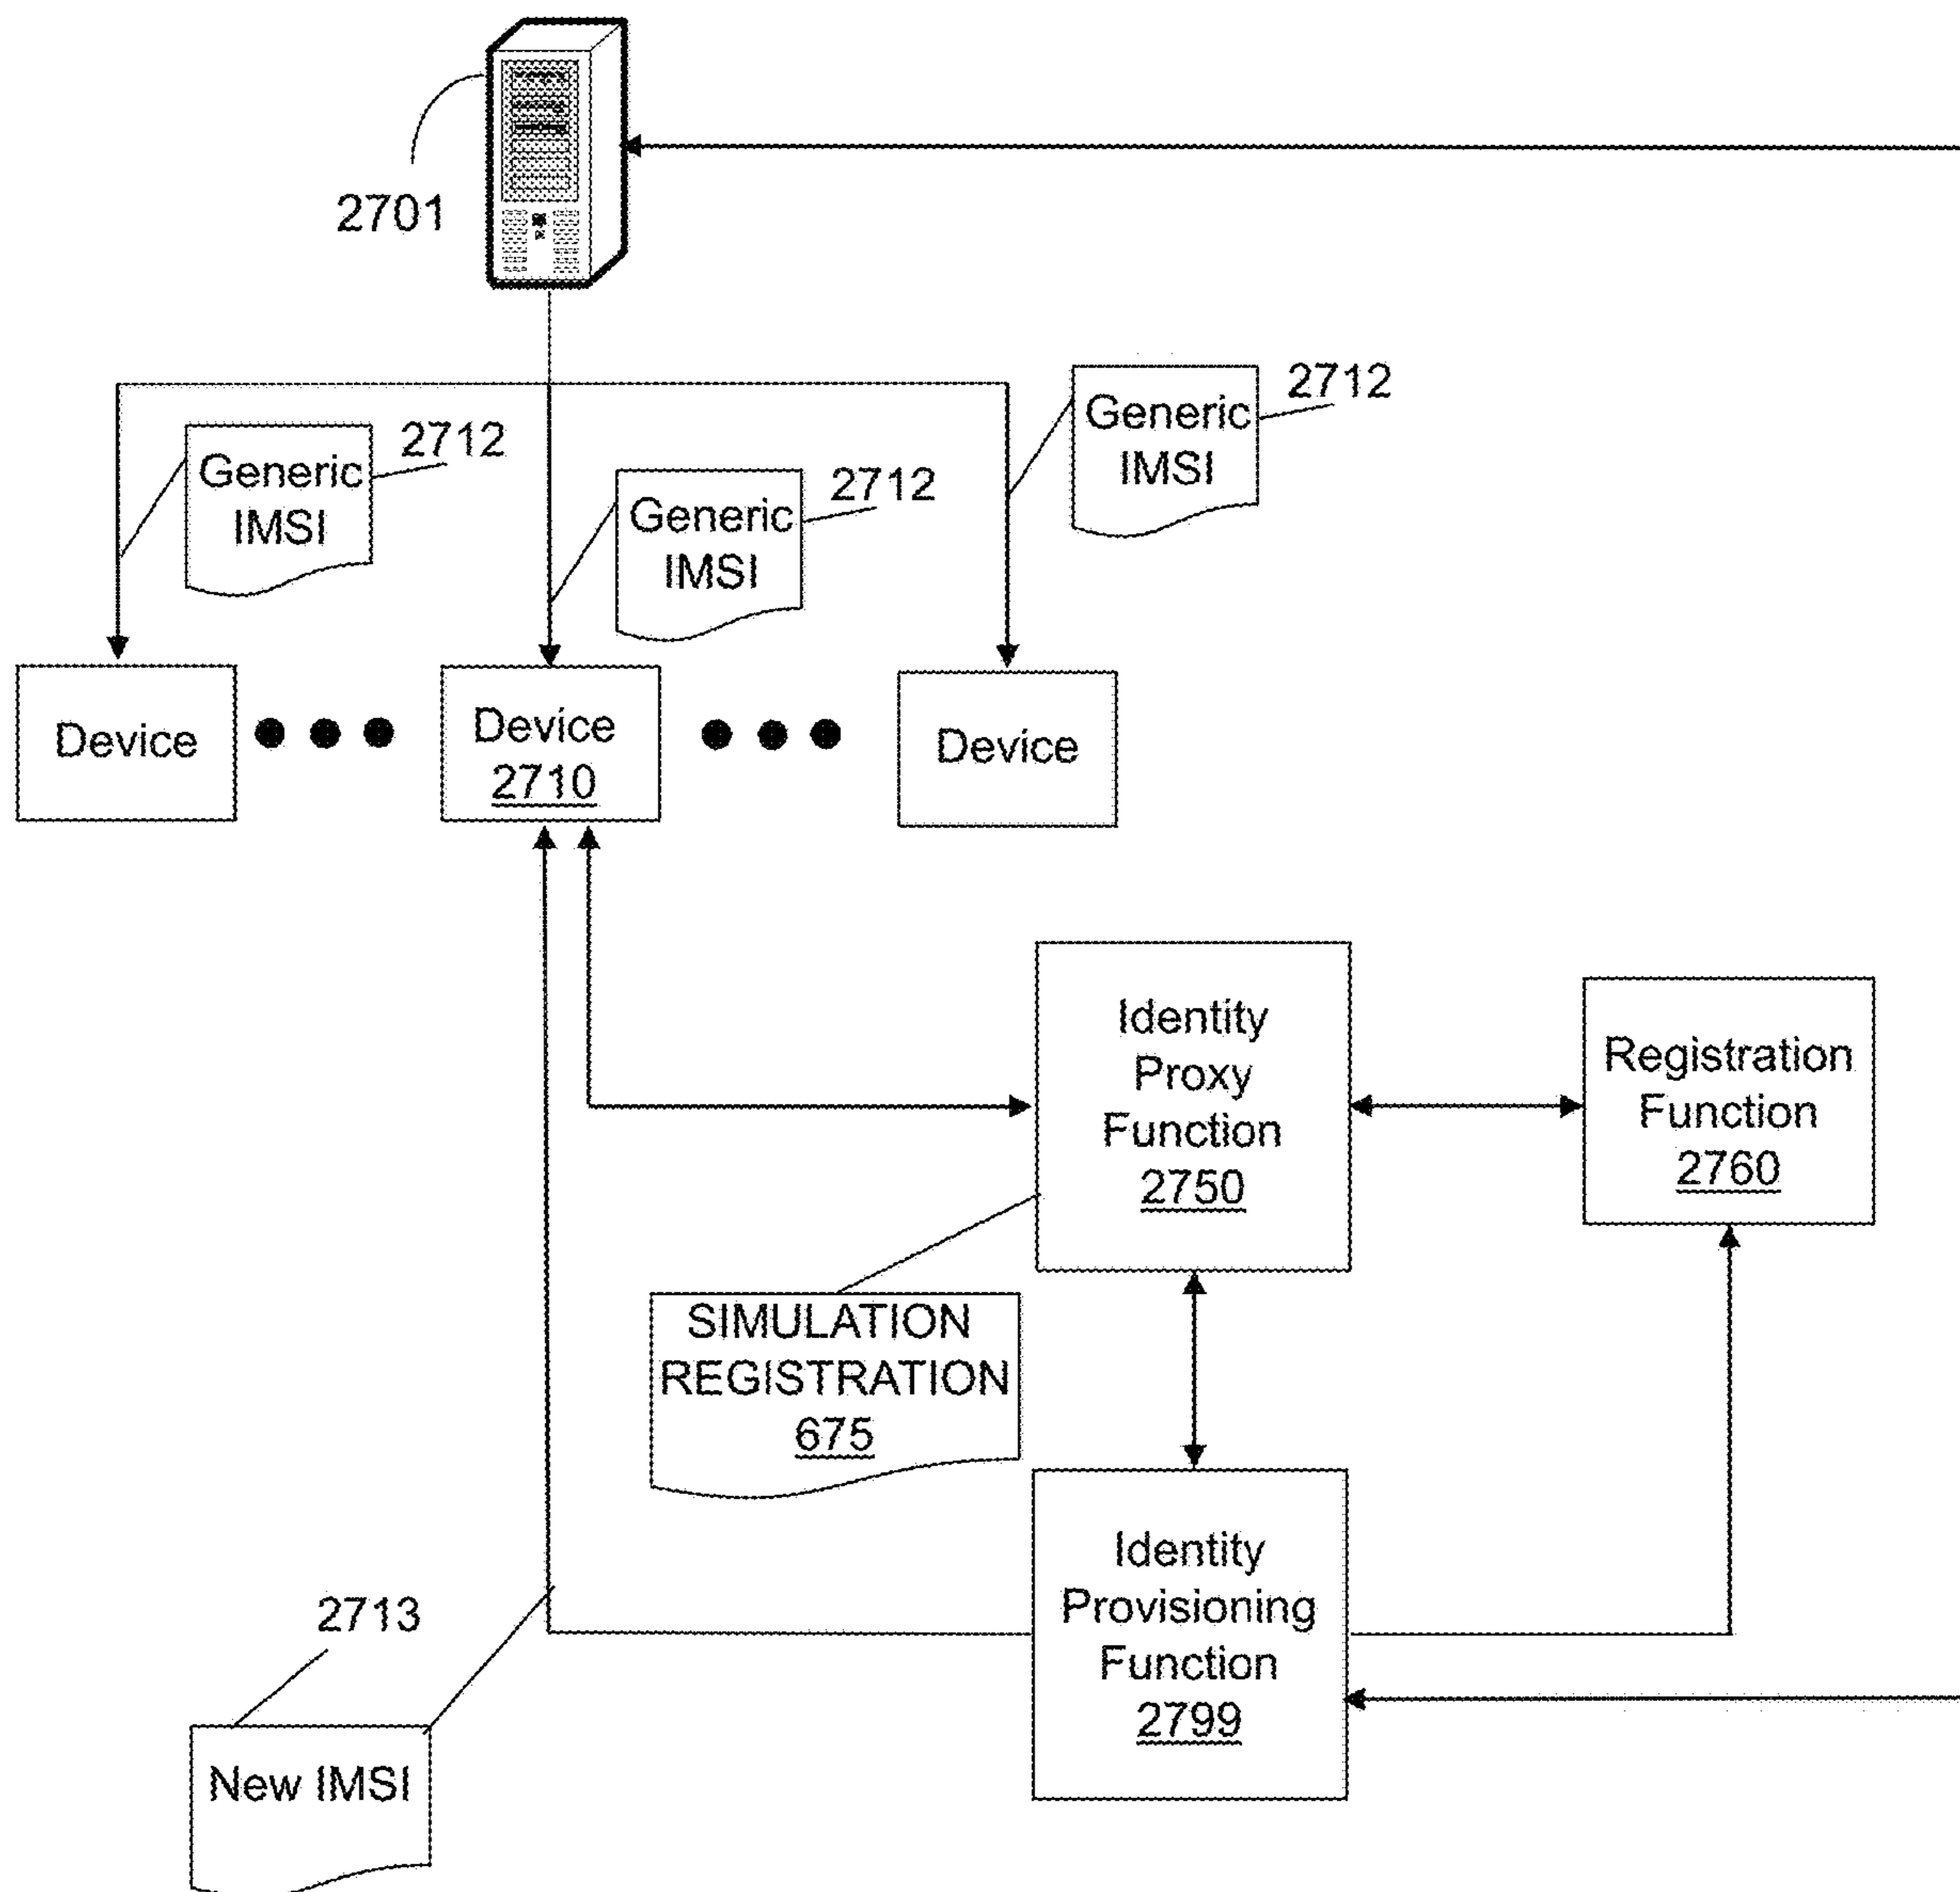 2701
2712
Generic
IMSI
2712
Generic
IMSI
2712
Generic
IMSI
Device
Device
2710
Device
Identity
Proxy
Function
2750
Registration
Function
2760
SIMULATION
REGISTRATION
675
Identity
Provisioning
Function
2799
2713
New IMSI